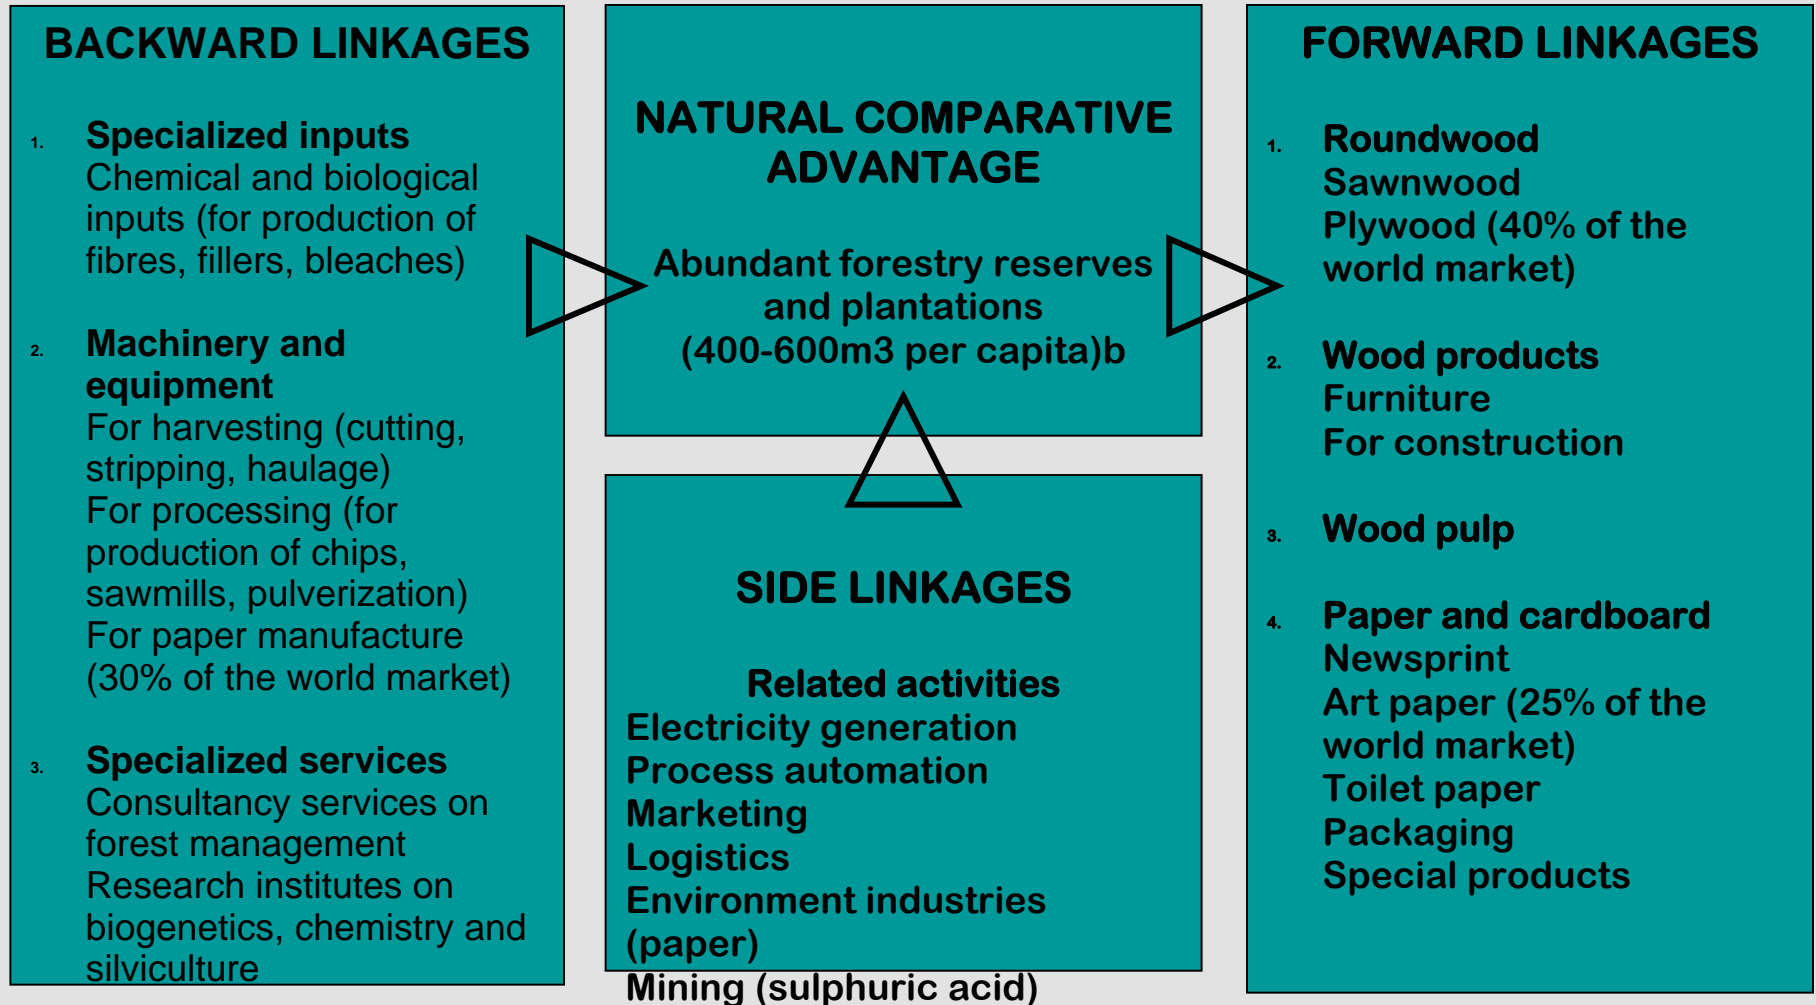 BACKWARD LINKAGES
1. Specialized inputs
Chemical and biological
inputs (for production of
fibres, fillers, bleaches)
2. Machinery and
equipment
For harvesting (cutting,
stripping, haulage)
For processing (for
production of chips,
sawmills, pulverization)
For paper manufacture
(30% of the world market)
3. Specialized services
Consultancy services on
forest management
Research institutes on
biogenetics, chemistry and
silviculture
NATURAL COMPARATIVE
ADVANTAGE
Abundant forestry reserves
and plantations
(400-600m3 per capita)b
SIDE LINKAGES
Related activities
Electricity generation
Process automation
Marketing
Logistics
Environment industries
(paper)
Mining (sulphuric acid)
FORWARD LINKAGES
1. Roundwood
Sawnwood
Plywood (40% of the
world market)
2. Wood products
Furniture
For construction
3. Wood pulp
4. Paper and cardboard
Newsprint
Art paper (25% of the
world market)
Toilet paper
Packaging
Special products